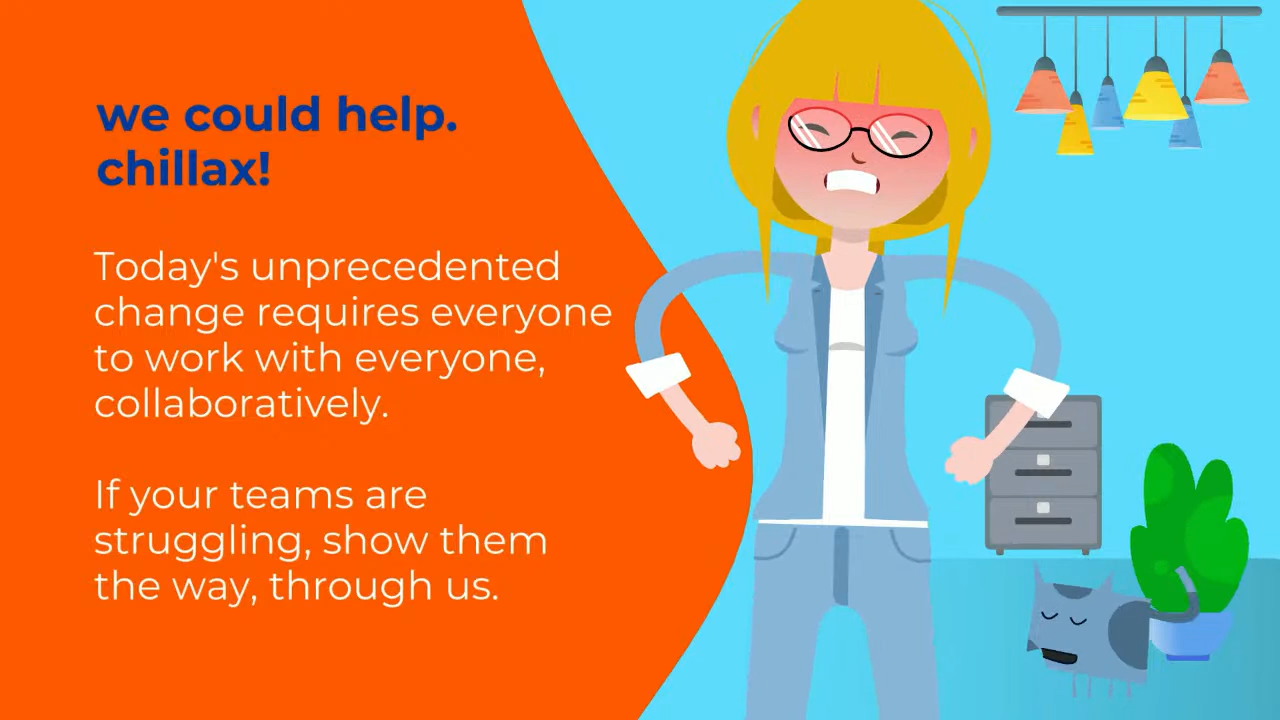 we could help.
chillax!
Today's unprecedented
change requires everyone
to work with everyone,
collaboratively.
If your teams are
struggling, show them
the way, through us.